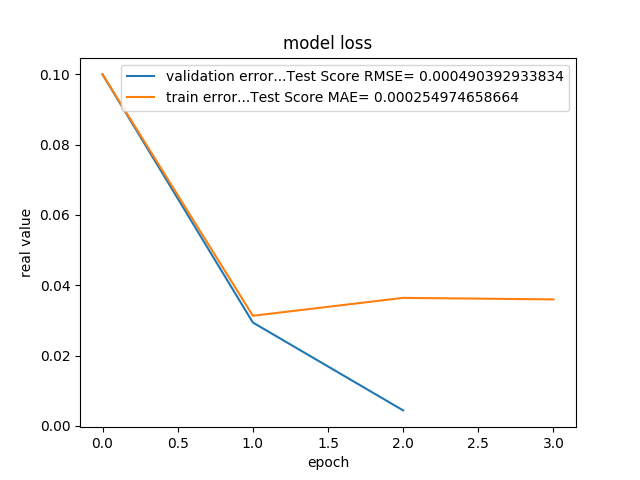 model loss
validation error...Test Score RMSE= 0.000490392933834
train error...Test Score MAE= 0.000254974658664
real value
0.10
0.08
0.06
0.04
0.02
0.00
0.0 0.5 1.0 1.5 2.0 2.5 3.0
epoch